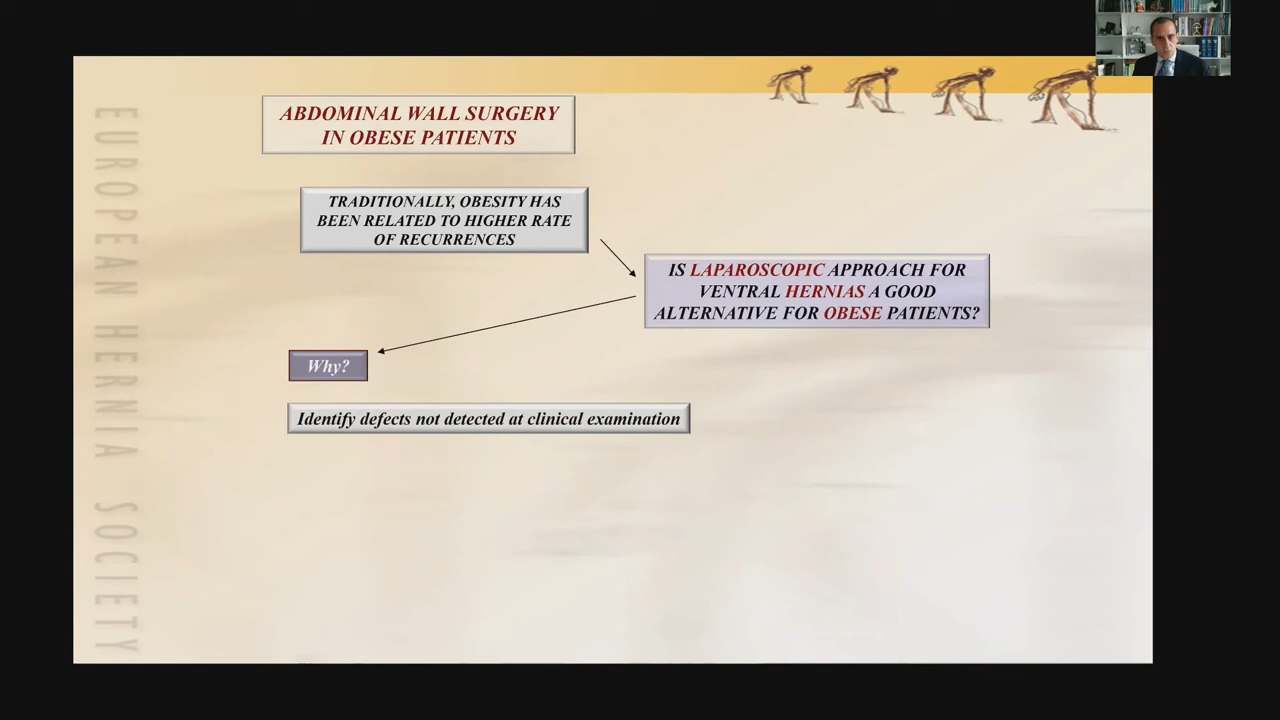 ABDOMINAL WALL SURGERY
IN OBESE PATIENTS
TRADITIONALLY, OBESITY HAS
BEEN RELATED TO HIGHER RATE
OF RECURRENCES
IS LAPAROSCOPIC APPROACH FOR
VENTRAL HERNIAS A GOOD
ALTERNATIVE FOR OBESE PATIENTS?
Why?
Identify defects not detected at clinical examination
EUROPEAN HERNIA SOCIETY